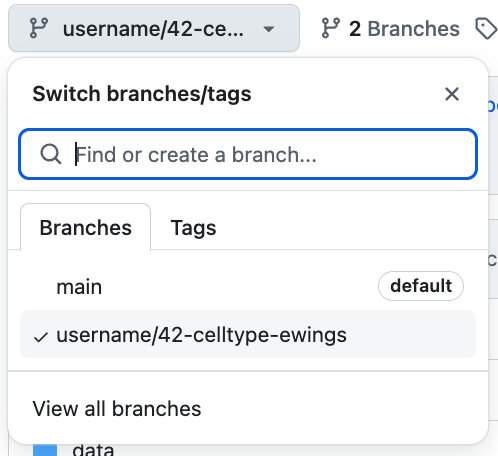 username/42-ce... 2 Branches
Switch branches/tags
Find or create a branch...
Branches Tags
main default
username/42-celltype-ewings
View all branches
data